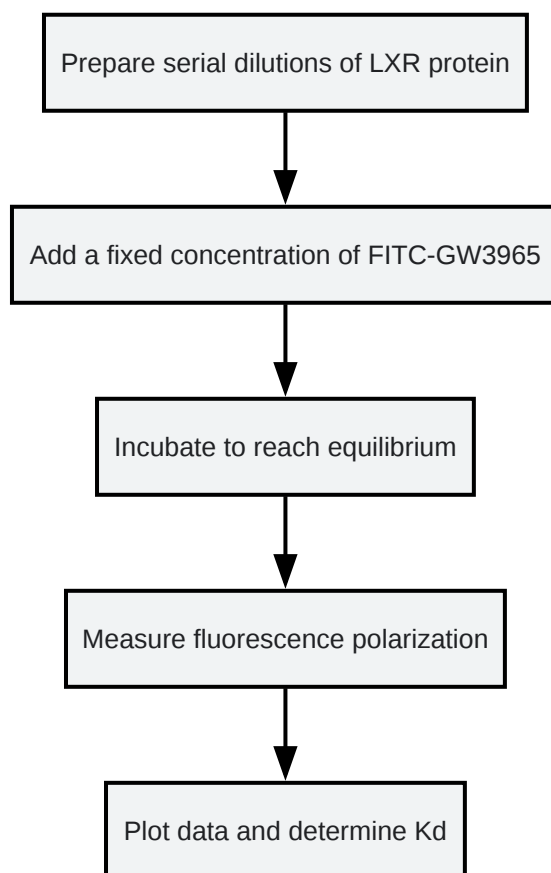 Prepare serial dilutions of LXR protein
Add a fixed concentration of FITC-GW3965
Incubate to reach equilibrium
Measure fluorescence polarization
Plot data and determine Kd